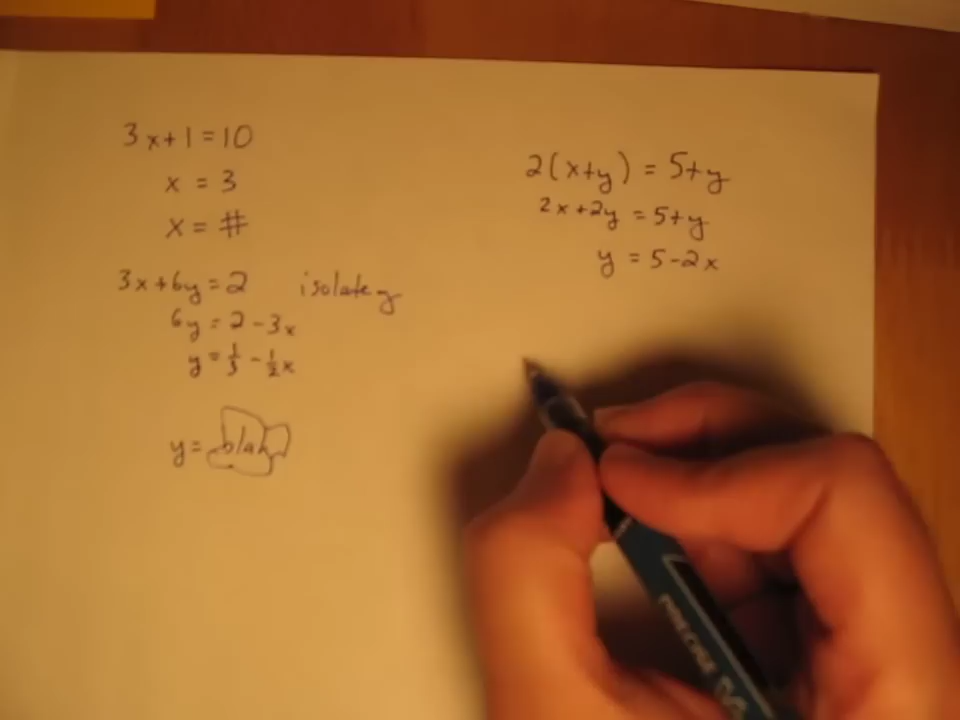 3x+1=10
x = 3
x = #
3x+6y=2 isolate y
6y = 2-3x
y = 1/3 - 1/2x
y = blah
2(x+y) = 5+y
2x+2y = 5+y
y = 5-2x